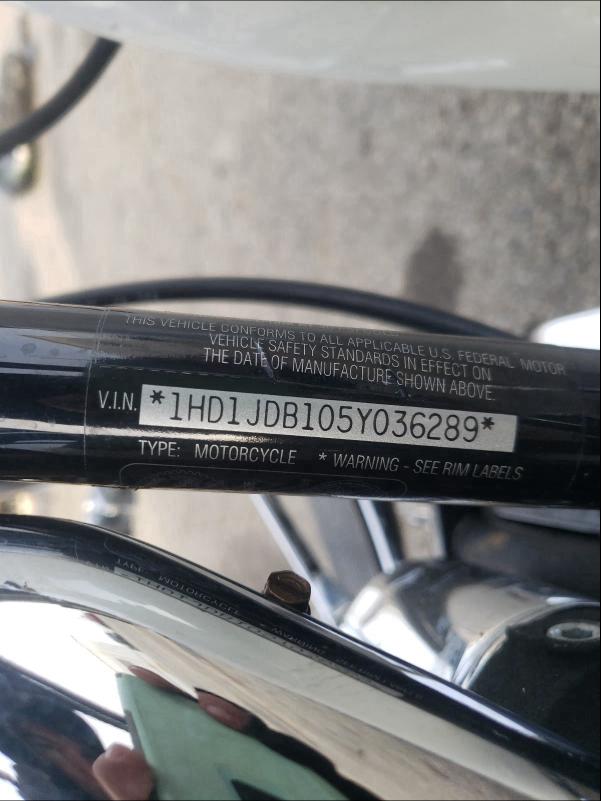 THIS VEHICLE CONFORMS TO ALL APPLICABLE U.S. FEDERAL MOTOR
VEHICLE SAFETY STANDARDS IN EFFECT ON
THE DATE OF MANUFACTURE SHOWN ABOVE.
V.I.N. *1HD1JDB105Y036289*
TYPE: MOTORCYCLE * WARNING - SEE RIM LABELS